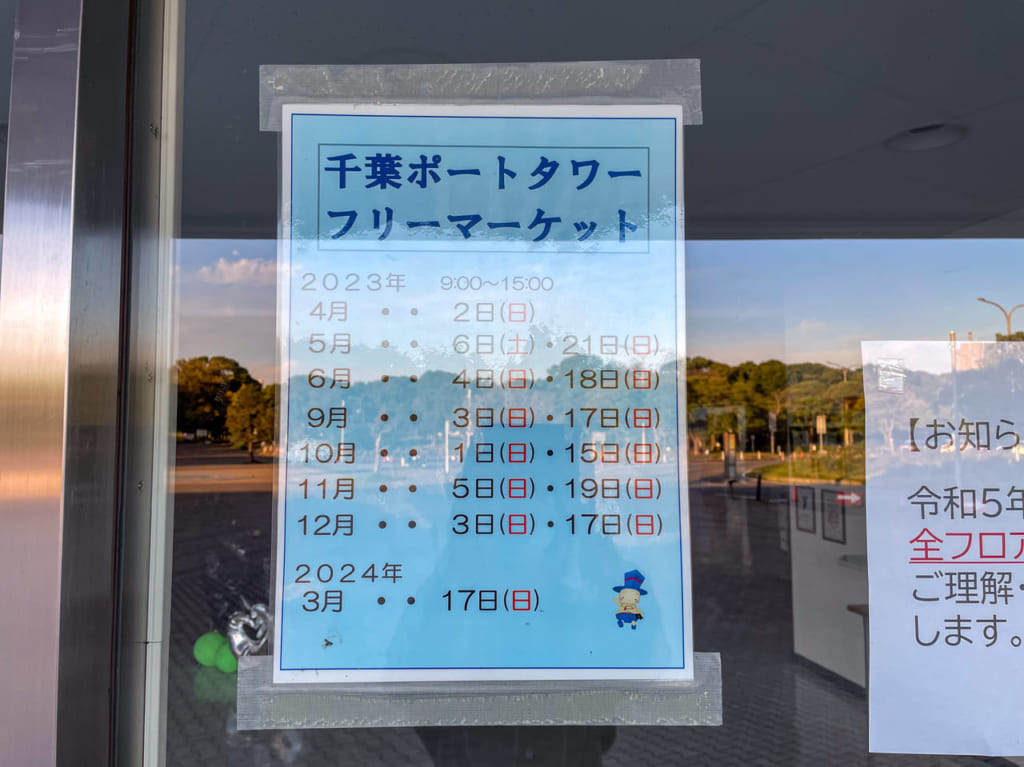 千葉ポートタワー
フリーマーケット
２０２３年　9:00～15:00
4月　・・　2日(日)
5月　・・　6日(土)・21日(日)
6月　・・　4日(日)・18日(日)
9月　・・　3日(日)・17日(日)
10月　・・　1日(日)・15日(日)
11月　・・　5日(日)・19日(日)
12月　・・　3日(日)・17日(日)
２０２４年
3月　・・　17日(日)
【お知ら
令和5年
全フロア
ご理解・
します。